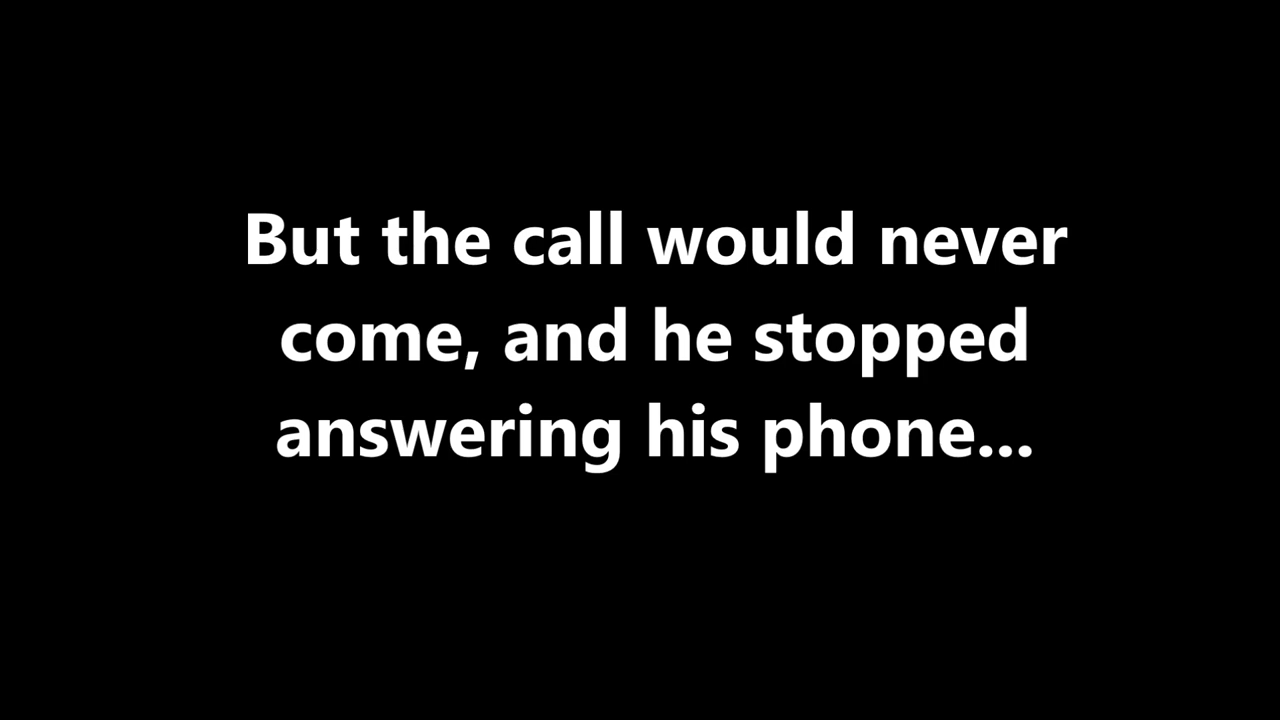 But the call would never
come, and he stopped
answering his phone...